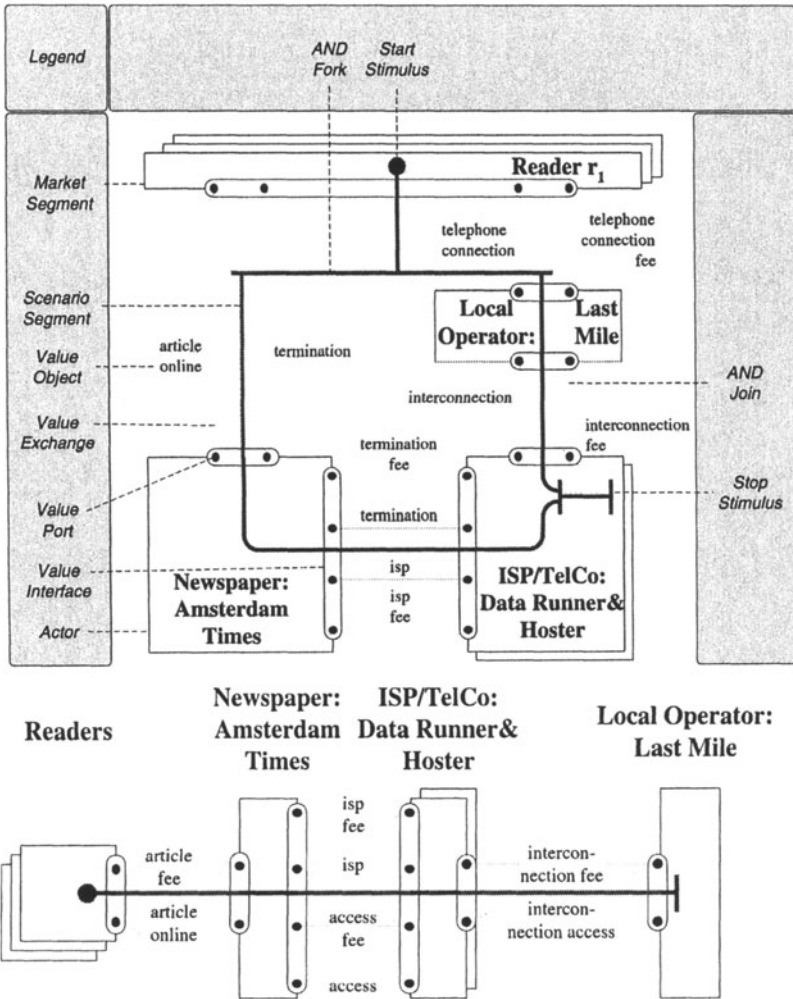 Legend
AND
Fork
Start
Stimulus
Market
Segment
Reader r1
telephone
connection
telephone
connection
fee
Scenario
Segment
Local
Operator:
Last
Mile
Value
Object
article
online
termination
AND
Join
interconnection
Value
Exchange
termination
fee
interconnection
fee
Value
Port
termination
Stop
Stimulus
Value
Interface
isp
isp
fee
Newspaper:
Amsterdam
Times
ISP/TelCo:
Data Runner&
Hoster
Actor
Readers
Newspaper:
Amsterdam
Times
ISP/TelCo:
Data Runner&
Hoster
Local Operator:
Last Mile
isp
fee
article
fee
isp
intercon-
nection fee
article
online
access
fee
intercon-
nection access
access